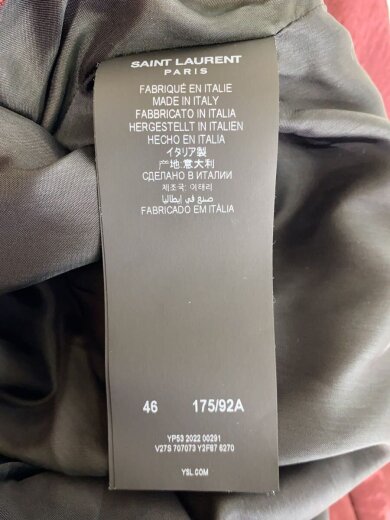 SAINT LAURENT
PARIS
FABRIQUÉ EN ITALIE
MADE IN ITALY
FABBRICATO IN ITALIA
HERGESTELLT IN ITALIEN
HECHO EN ITALIA
イタリア製
产地:意大利
СДЕЛАНО В ИТАЛИИ
제조국: 이태리
صنع في إيطاليا
FABRICADO EM ITÁLIA
46 175/92A
YP53 2022 00291
V27S 707073 Y2F87 6270
YSL.COM